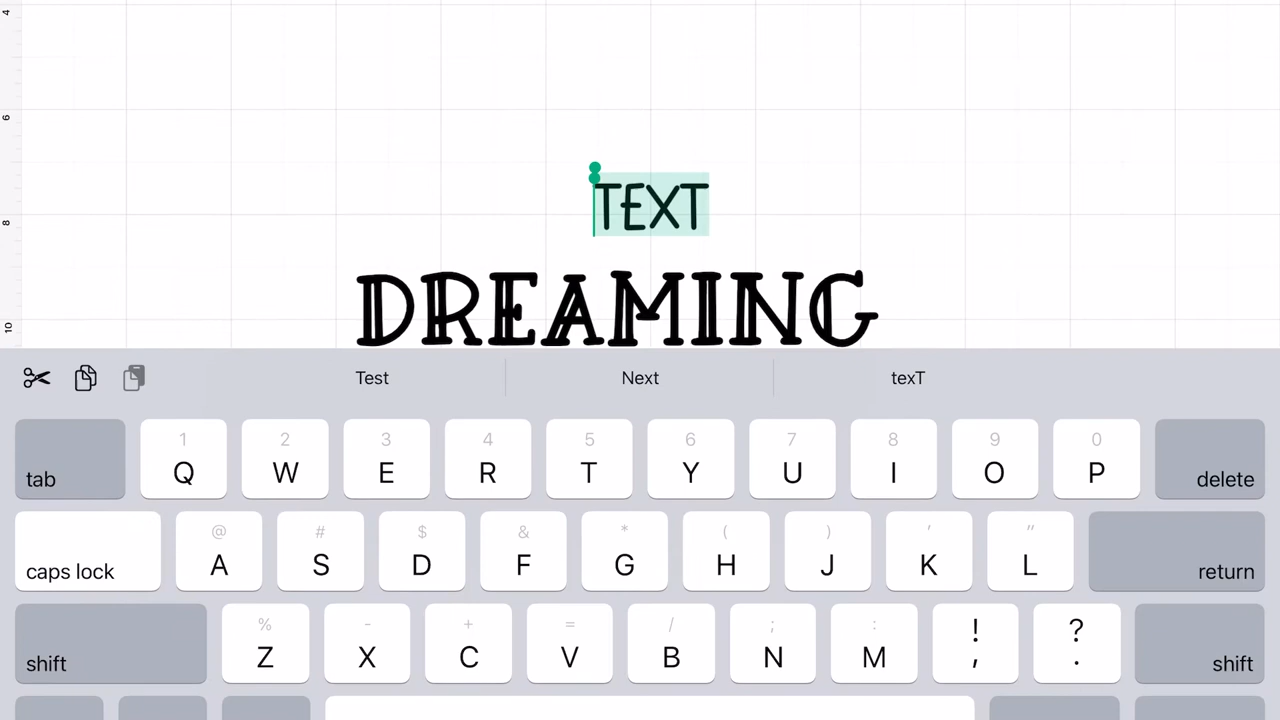 4
6
TEXT
8
DREAMING
10
Test Next texT
1 2 3 4 5 6 7 8 9 0
tab Q W E R T Y U I O P delete
@ # $ & * ( ) ' "
caps lock A S D F G H J K L return
% - + = / ; : ! ?
shift Z X C V B N M , . shift